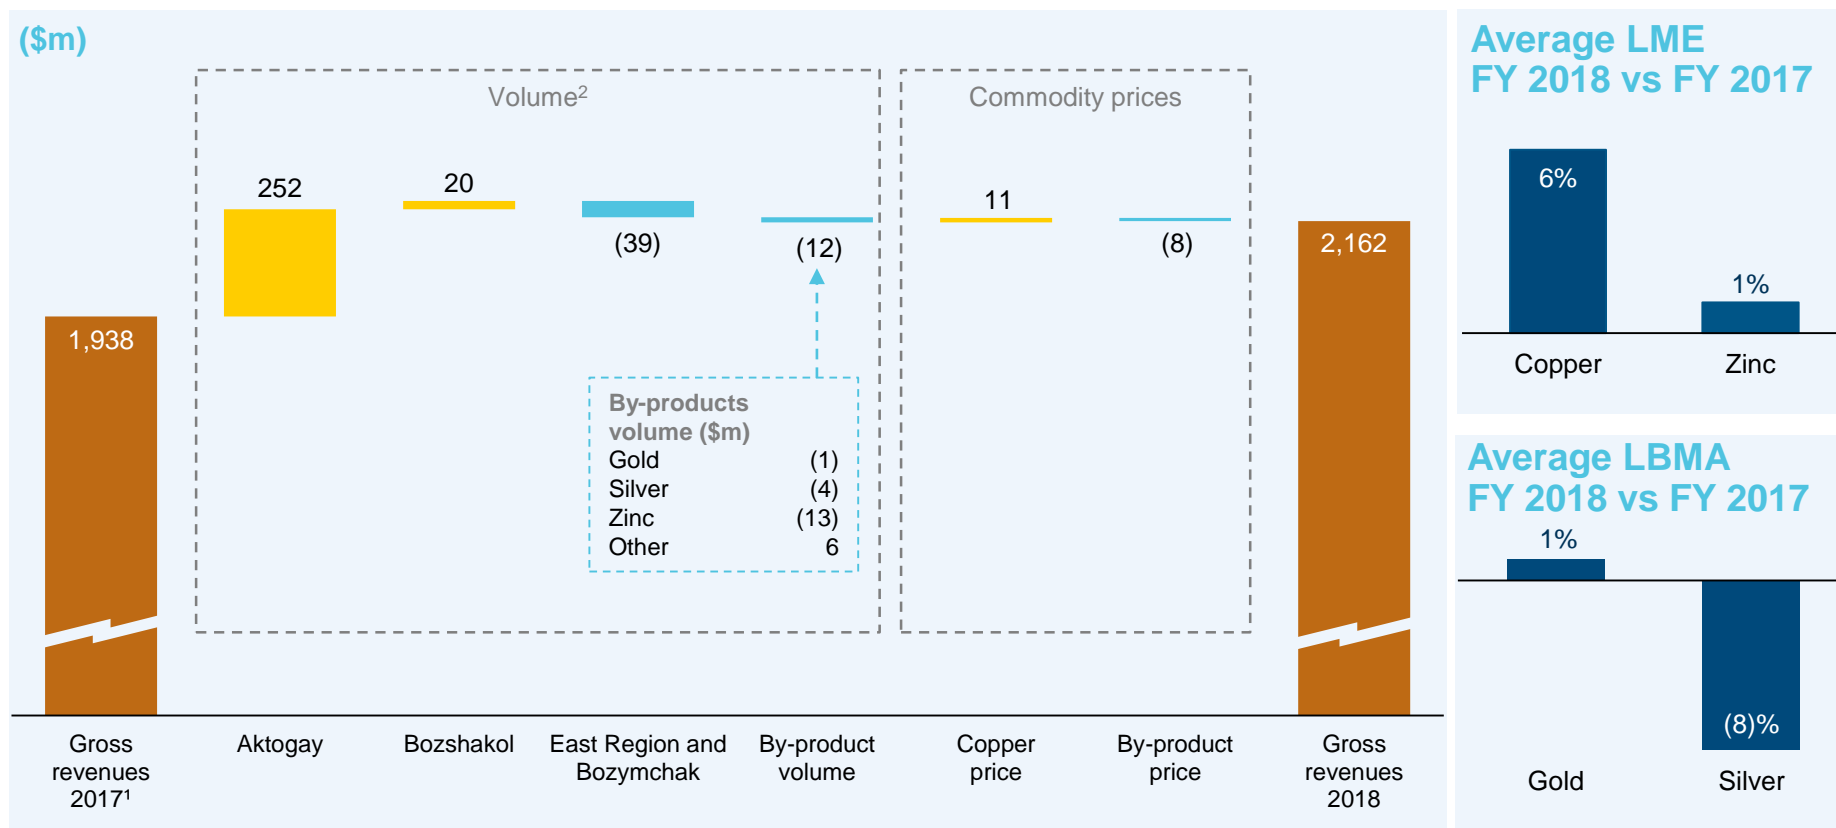 ($m)
Volume²
Commodity prices
252
20
(39)
(12)
11
(8)
1,938
2,162
By-products
volume ($m)
Gold (1)
Silver (4)
Zinc (13)
Other 6
Gross
revenues
2017¹
Aktogay
Bozshakol
East Region and
Bozymchak
By-product
volume
Copper
price
By-product
price
Gross
revenues
2018
Average LME
FY 2018 vs FY 2017
6%
1%
Copper
Zinc
Average LBMA
FY 2018 vs FY 2017
1%
(8)%
Gold
Silver